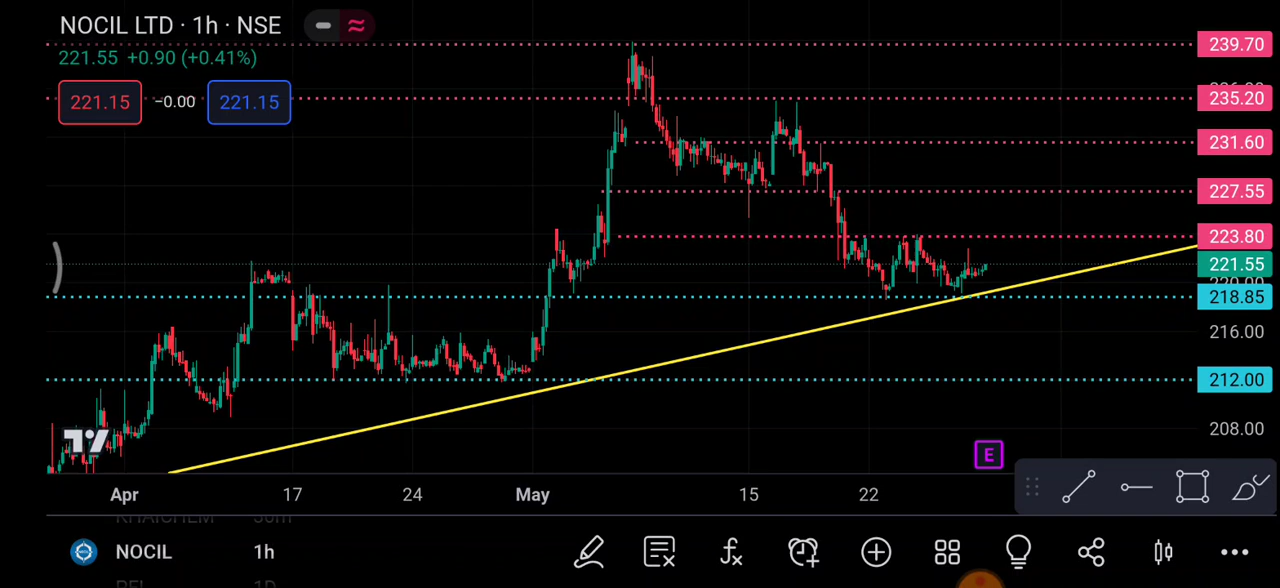 NOCIL LTD · 1h · NSE
239.70
221.55 +0.90 (+0.41%)
221.15 −0.00 221.15
235.20
231.60
227.55
223.80
221.55
218.85
216.00
212.00
208.00
E
Apr 17 24 May 15 22
NOCIL 1h